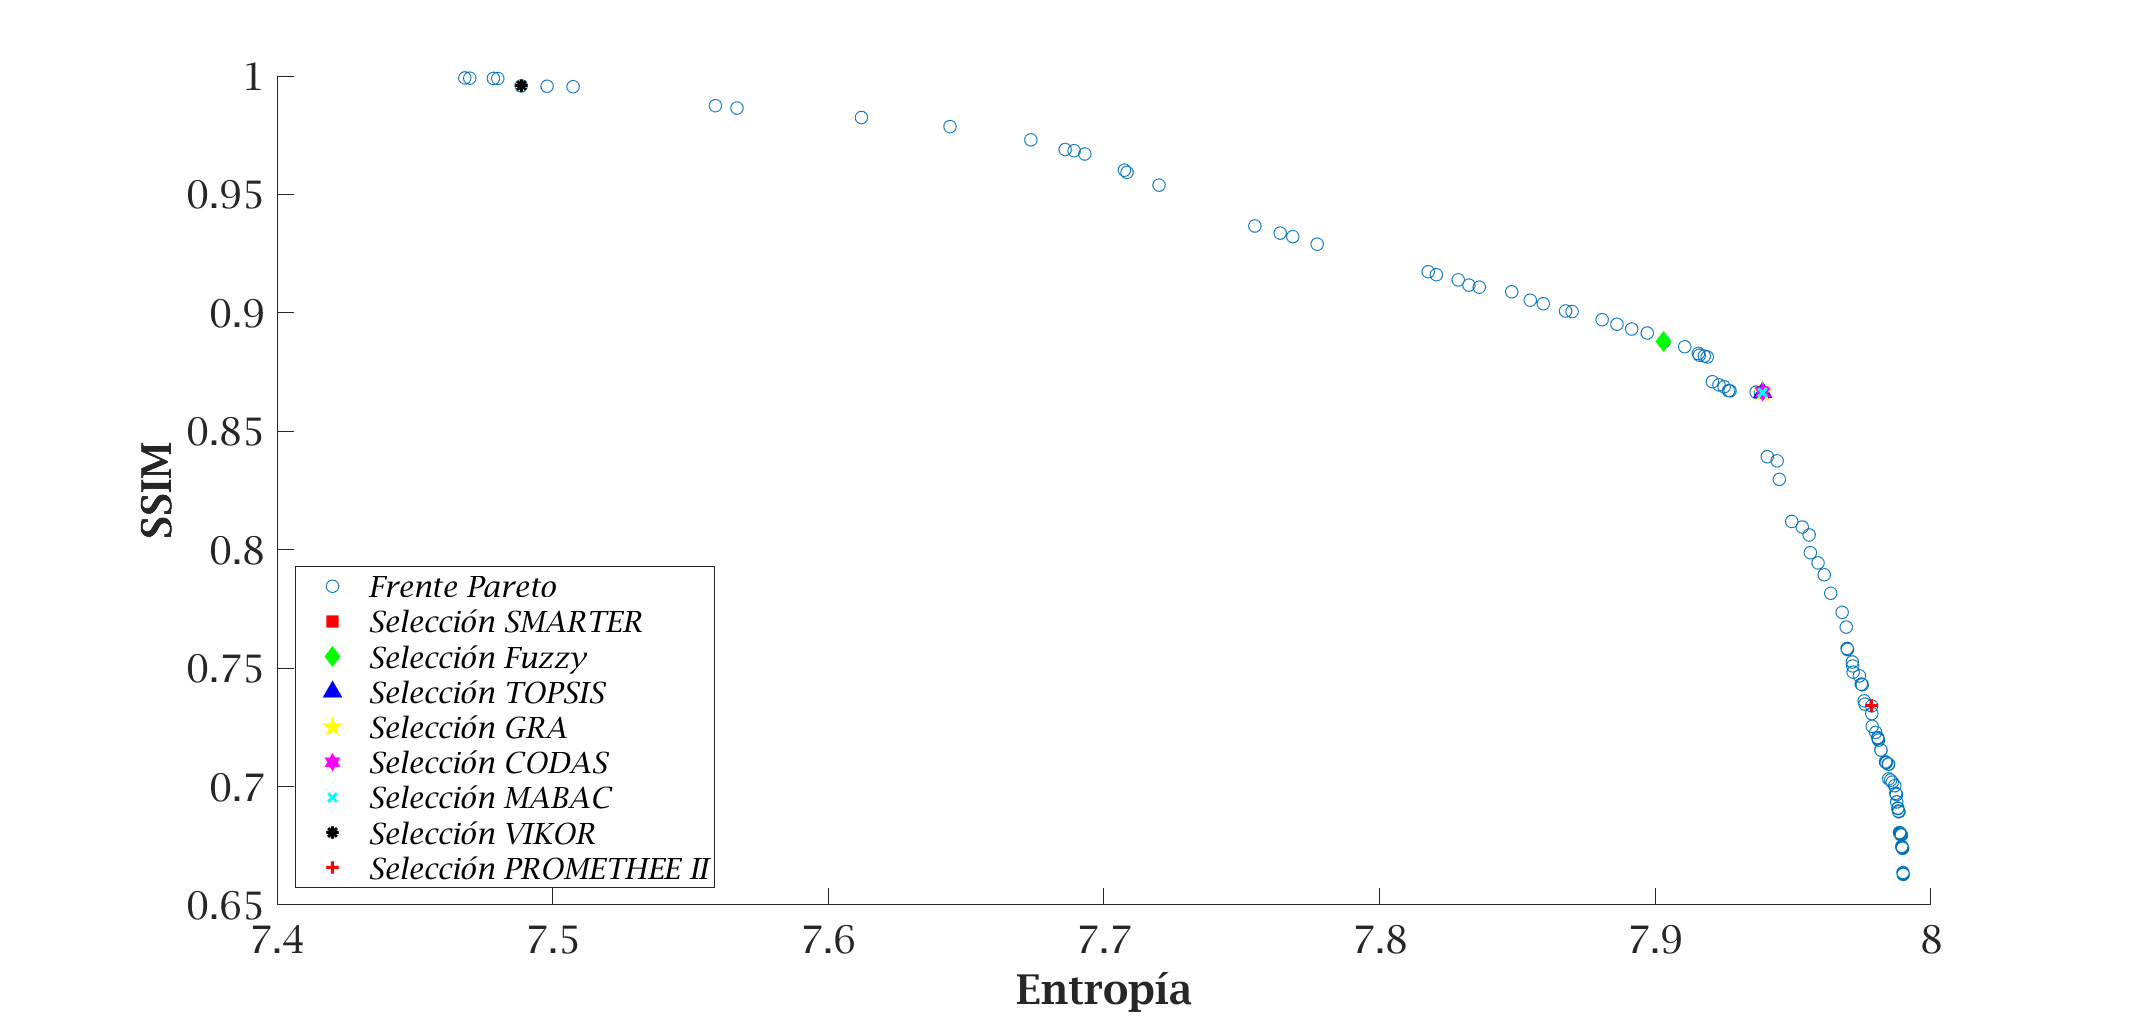 1
0.95
0.9
0.85
0.8
0.75
0.7
0.65
SSIM
Frente Pareto
Selección SMARTER
Selección Fuzzy
Selección TOPSIS
Selección GRA
Selección CODAS
Selección MABAC
Selección VIKOR
Selección PROMETHEE II
7.4 7.5 7.6 7.7 7.8 7.9 8
Entropía